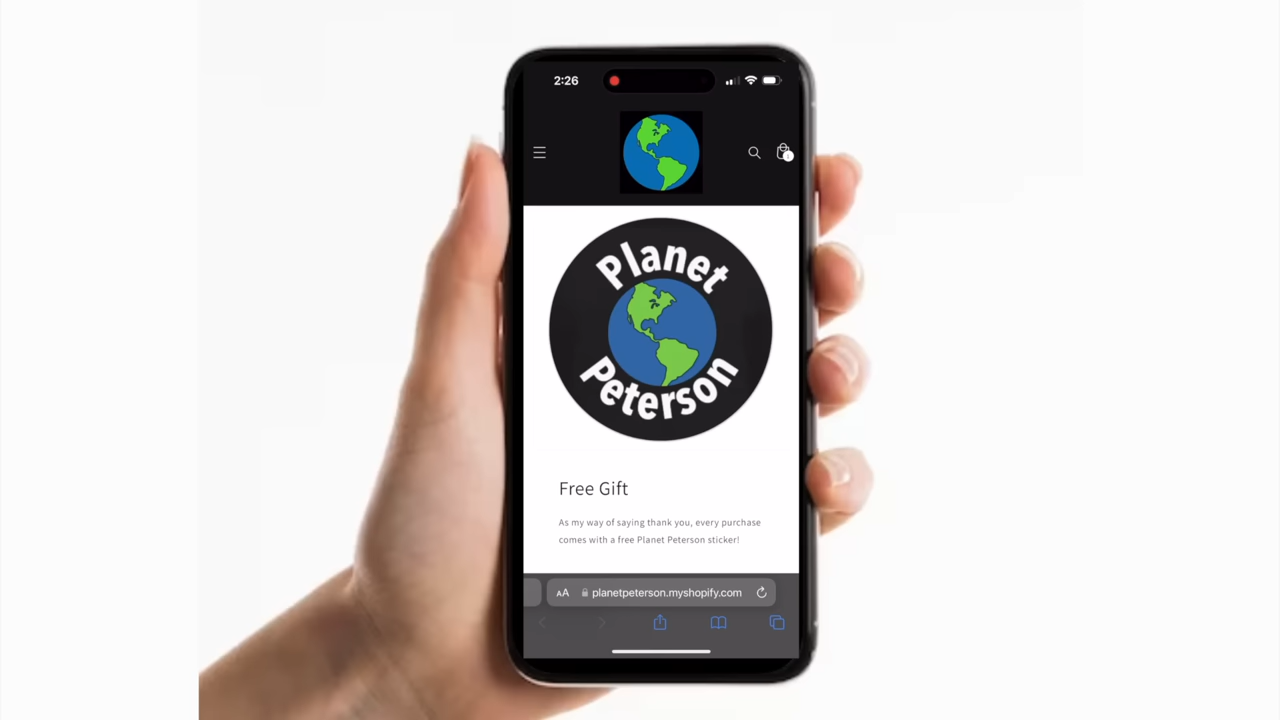 2:26
1
Planet
Peterson
Free Gift
As my way of saying thank you, every purchase
comes with a free Planet Peterson sticker!
AA planetpeterson.myshopify.com